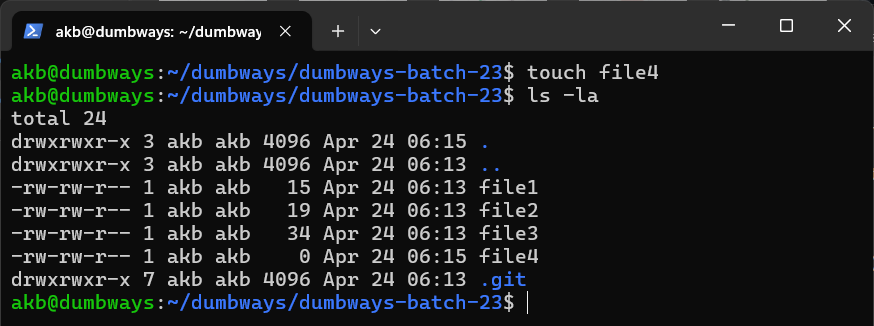 akb@dumbways: ~/dumbway
akb@dumbways:~/dumbways/dumbways-batch-23$ touch file4
akb@dumbways:~/dumbways/dumbways-batch-23$ ls -la
total 24
drwxrwxr-x 3 akb akb 4096 Apr 24 06:15 .
drwxrwxr-x 3 akb akb 4096 Apr 24 06:13 ..
-rw-rw-r-- 1 akb akb   15 Apr 24 06:13 file1
-rw-rw-r-- 1 akb akb   19 Apr 24 06:13 file2
-rw-rw-r-- 1 akb akb   34 Apr 24 06:13 file3
-rw-rw-r-- 1 akb akb    0 Apr 24 06:15 file4
drwxrwxr-x 7 akb akb 4096 Apr 24 06:13 .git
akb@dumbways:~/dumbways/dumbways-batch-23$